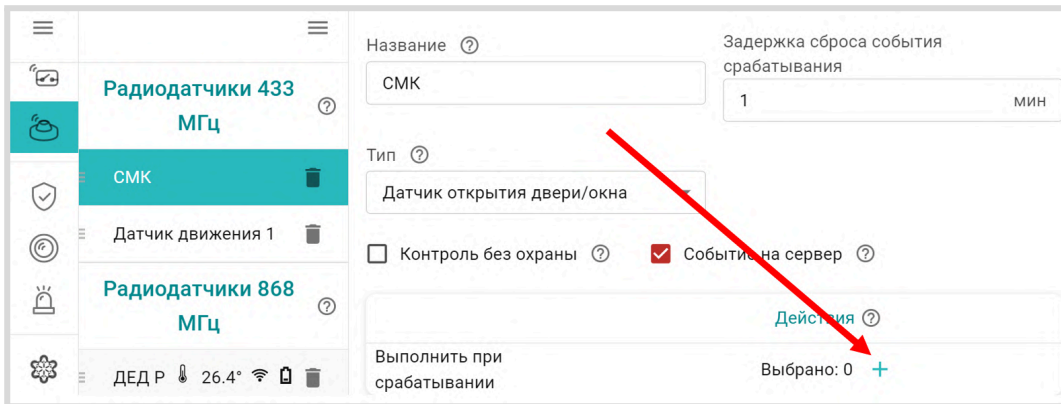 Радиодатчики 433
МГц
СМК
Датчик движения 1
Радиодатчики 868
МГц
ДЕД Р 26.4°
Название
СМК
Задержка сброса события
срабатывания
1 мин
Тип
Датчик открытия двери/окна
Контроль без охраны
Событие на сервер
Действия
Выполнить при
срабатывании
Выбрано: 0 +